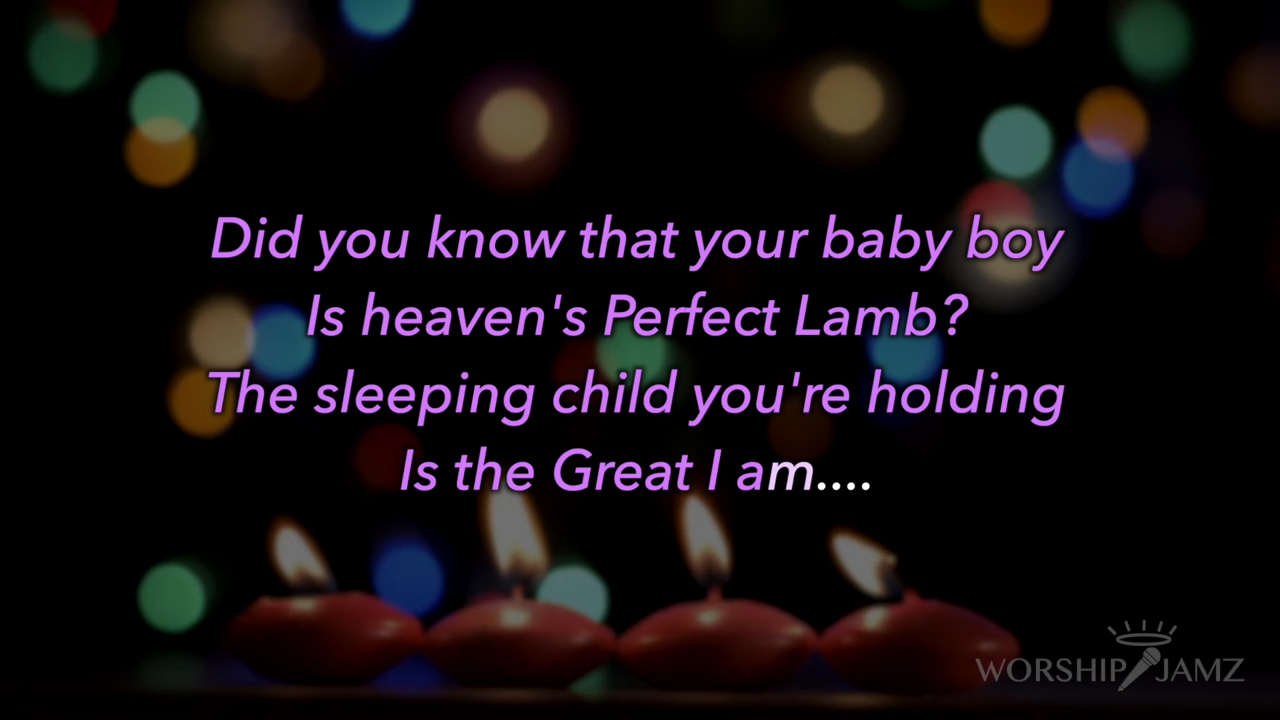 Did you know that your baby boy
Is heaven's Perfect Lamb?
The sleeping child you're holding
Is the Great I am....
WORSHIP JAMZ